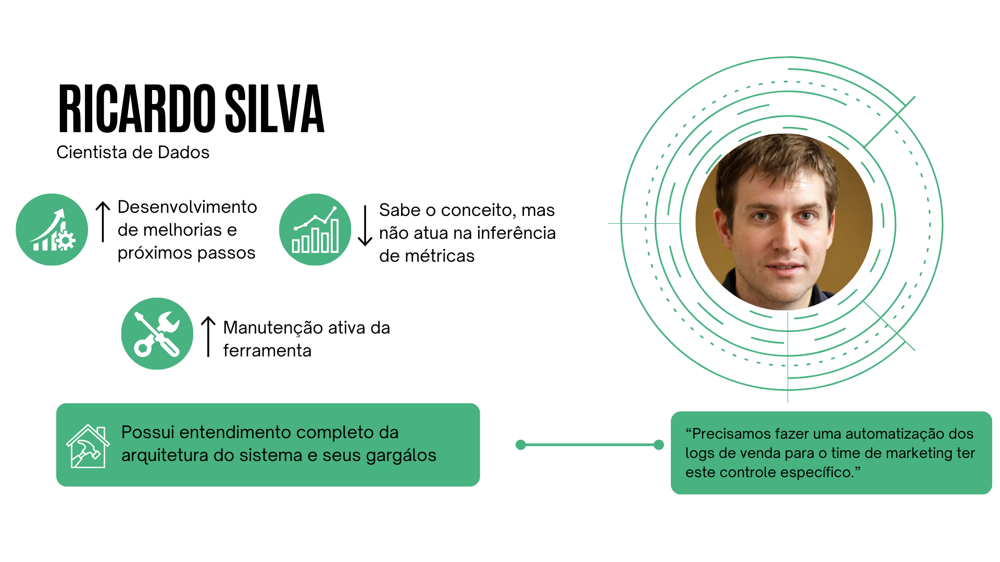 RICARDO SILVA
Cientista de Dados
Desenvolvimento
de melhorias e
próximos passos
Sabe o conceito, mas
não atua na inferência
de métricas
Manutenção ativa da
ferramenta
Possui entendimento completo da
arquitetura do sistema e seus gargálos
“Precisamos fazer uma automatização dos
logs de venda para o time de marketing ter
este controle específico.”